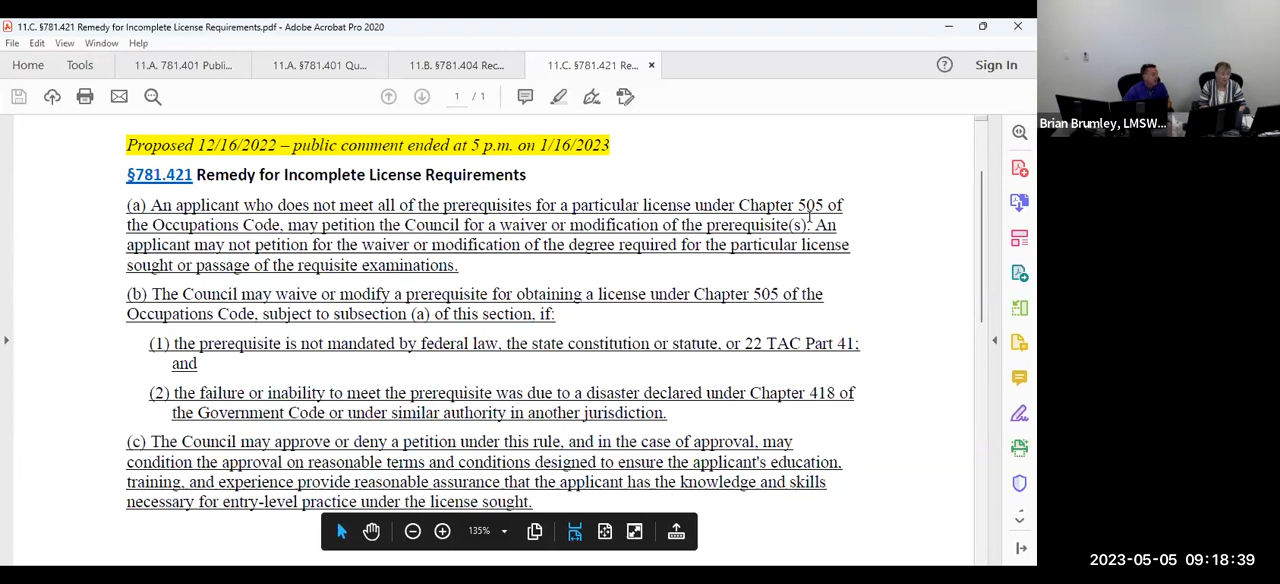 11.C. §781.421 Remedy for Incomplete License Requirements.pdf - Adobe Acrobat Pro 2020
File Edit View Window Help
Home Tools 11.A. 781.401 Publi... 11.A. §781.401 Qu... 11.B. §781.404 Rec... 11.C. §781.421 Re... × Sign In
1 / 1
Proposed 12/16/2022 – public comment ended at 5 p.m. on 1/16/2023
§781.421 Remedy for Incomplete License Requirements
(a) An applicant who does not meet all of the prerequisites for a particular license under Chapter 505 of
the Occupations Code, may petition the Council for a waiver or modification of the prerequisite(s). An
applicant may not petition for the waiver or modification of the degree required for the particular license
sought or passage of the requisite examinations.
(b) The Council may waive or modify a prerequisite for obtaining a license under Chapter 505 of the
Occupations Code, subject to subsection (a) of this section, if:
(1) the prerequisite is not mandated by federal law, the state constitution or statute, or 22 TAC Part 41;
and
(2) the failure or inability to meet the prerequisite was due to a disaster declared under Chapter 418 of
the Government Code or under similar authority in another jurisdiction.
(c) The Council may approve or deny a petition under this rule, and in the case of approval, may
condition the approval on reasonable terms and conditions designed to ensure the applicant's education,
training, and experience provide reasonable assurance that the applicant has the knowledge and skills
necessary for entry-level practice under the license sought.
135%
Brian Brumley, LMSW...
2023-05-05 09:18:39